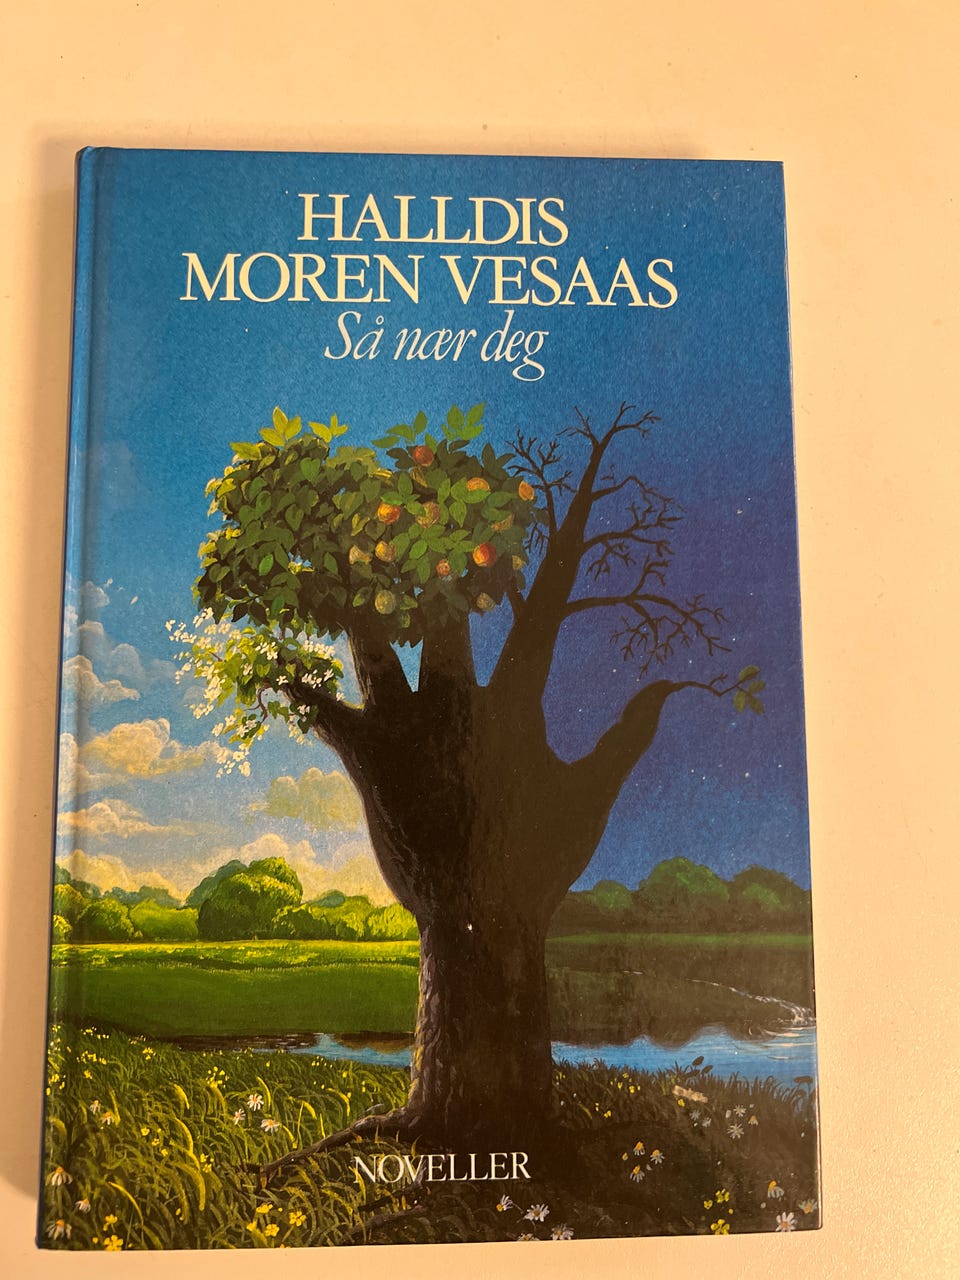 HALLDIS
MOREN VESAAS
Så nær deg
NOVELLER